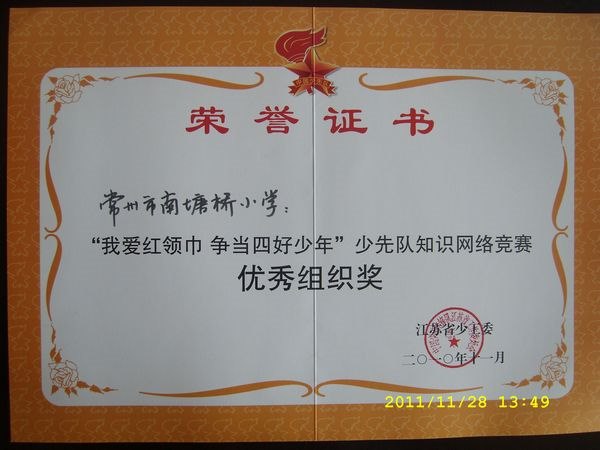 荣誉证书
常州市南塘桥小学：
“我爱红领巾 争当四好少年”少先队知识网络竞赛
优秀组织奖
江苏省少工委
二〇一〇年十一月
2011/11/28 13:49